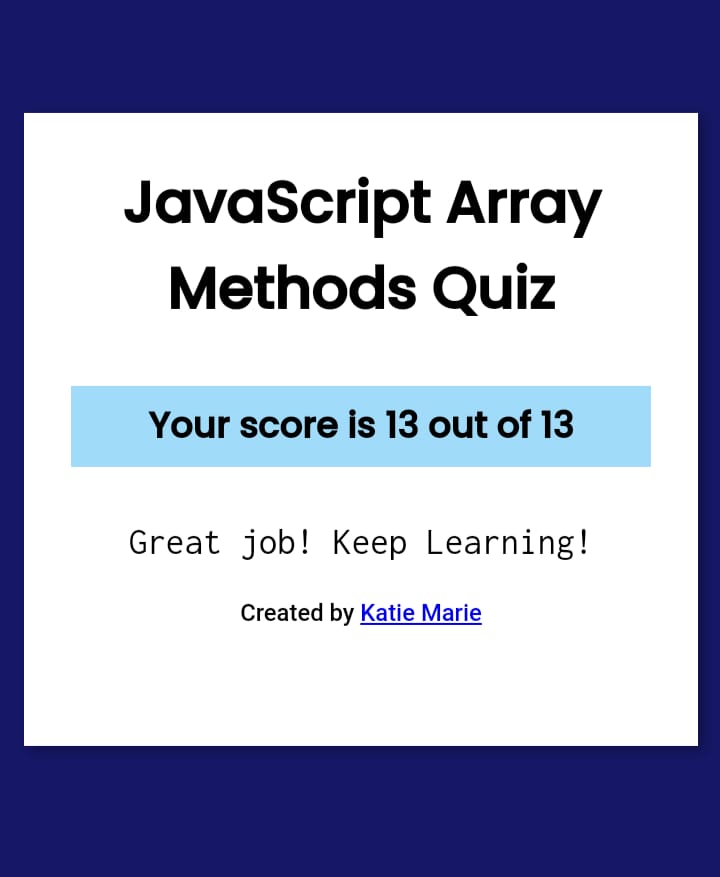 JavaScript Array
Methods Quiz
Your score is 13 out of 13
Great job! Keep Learning!
Created by Katie Marie